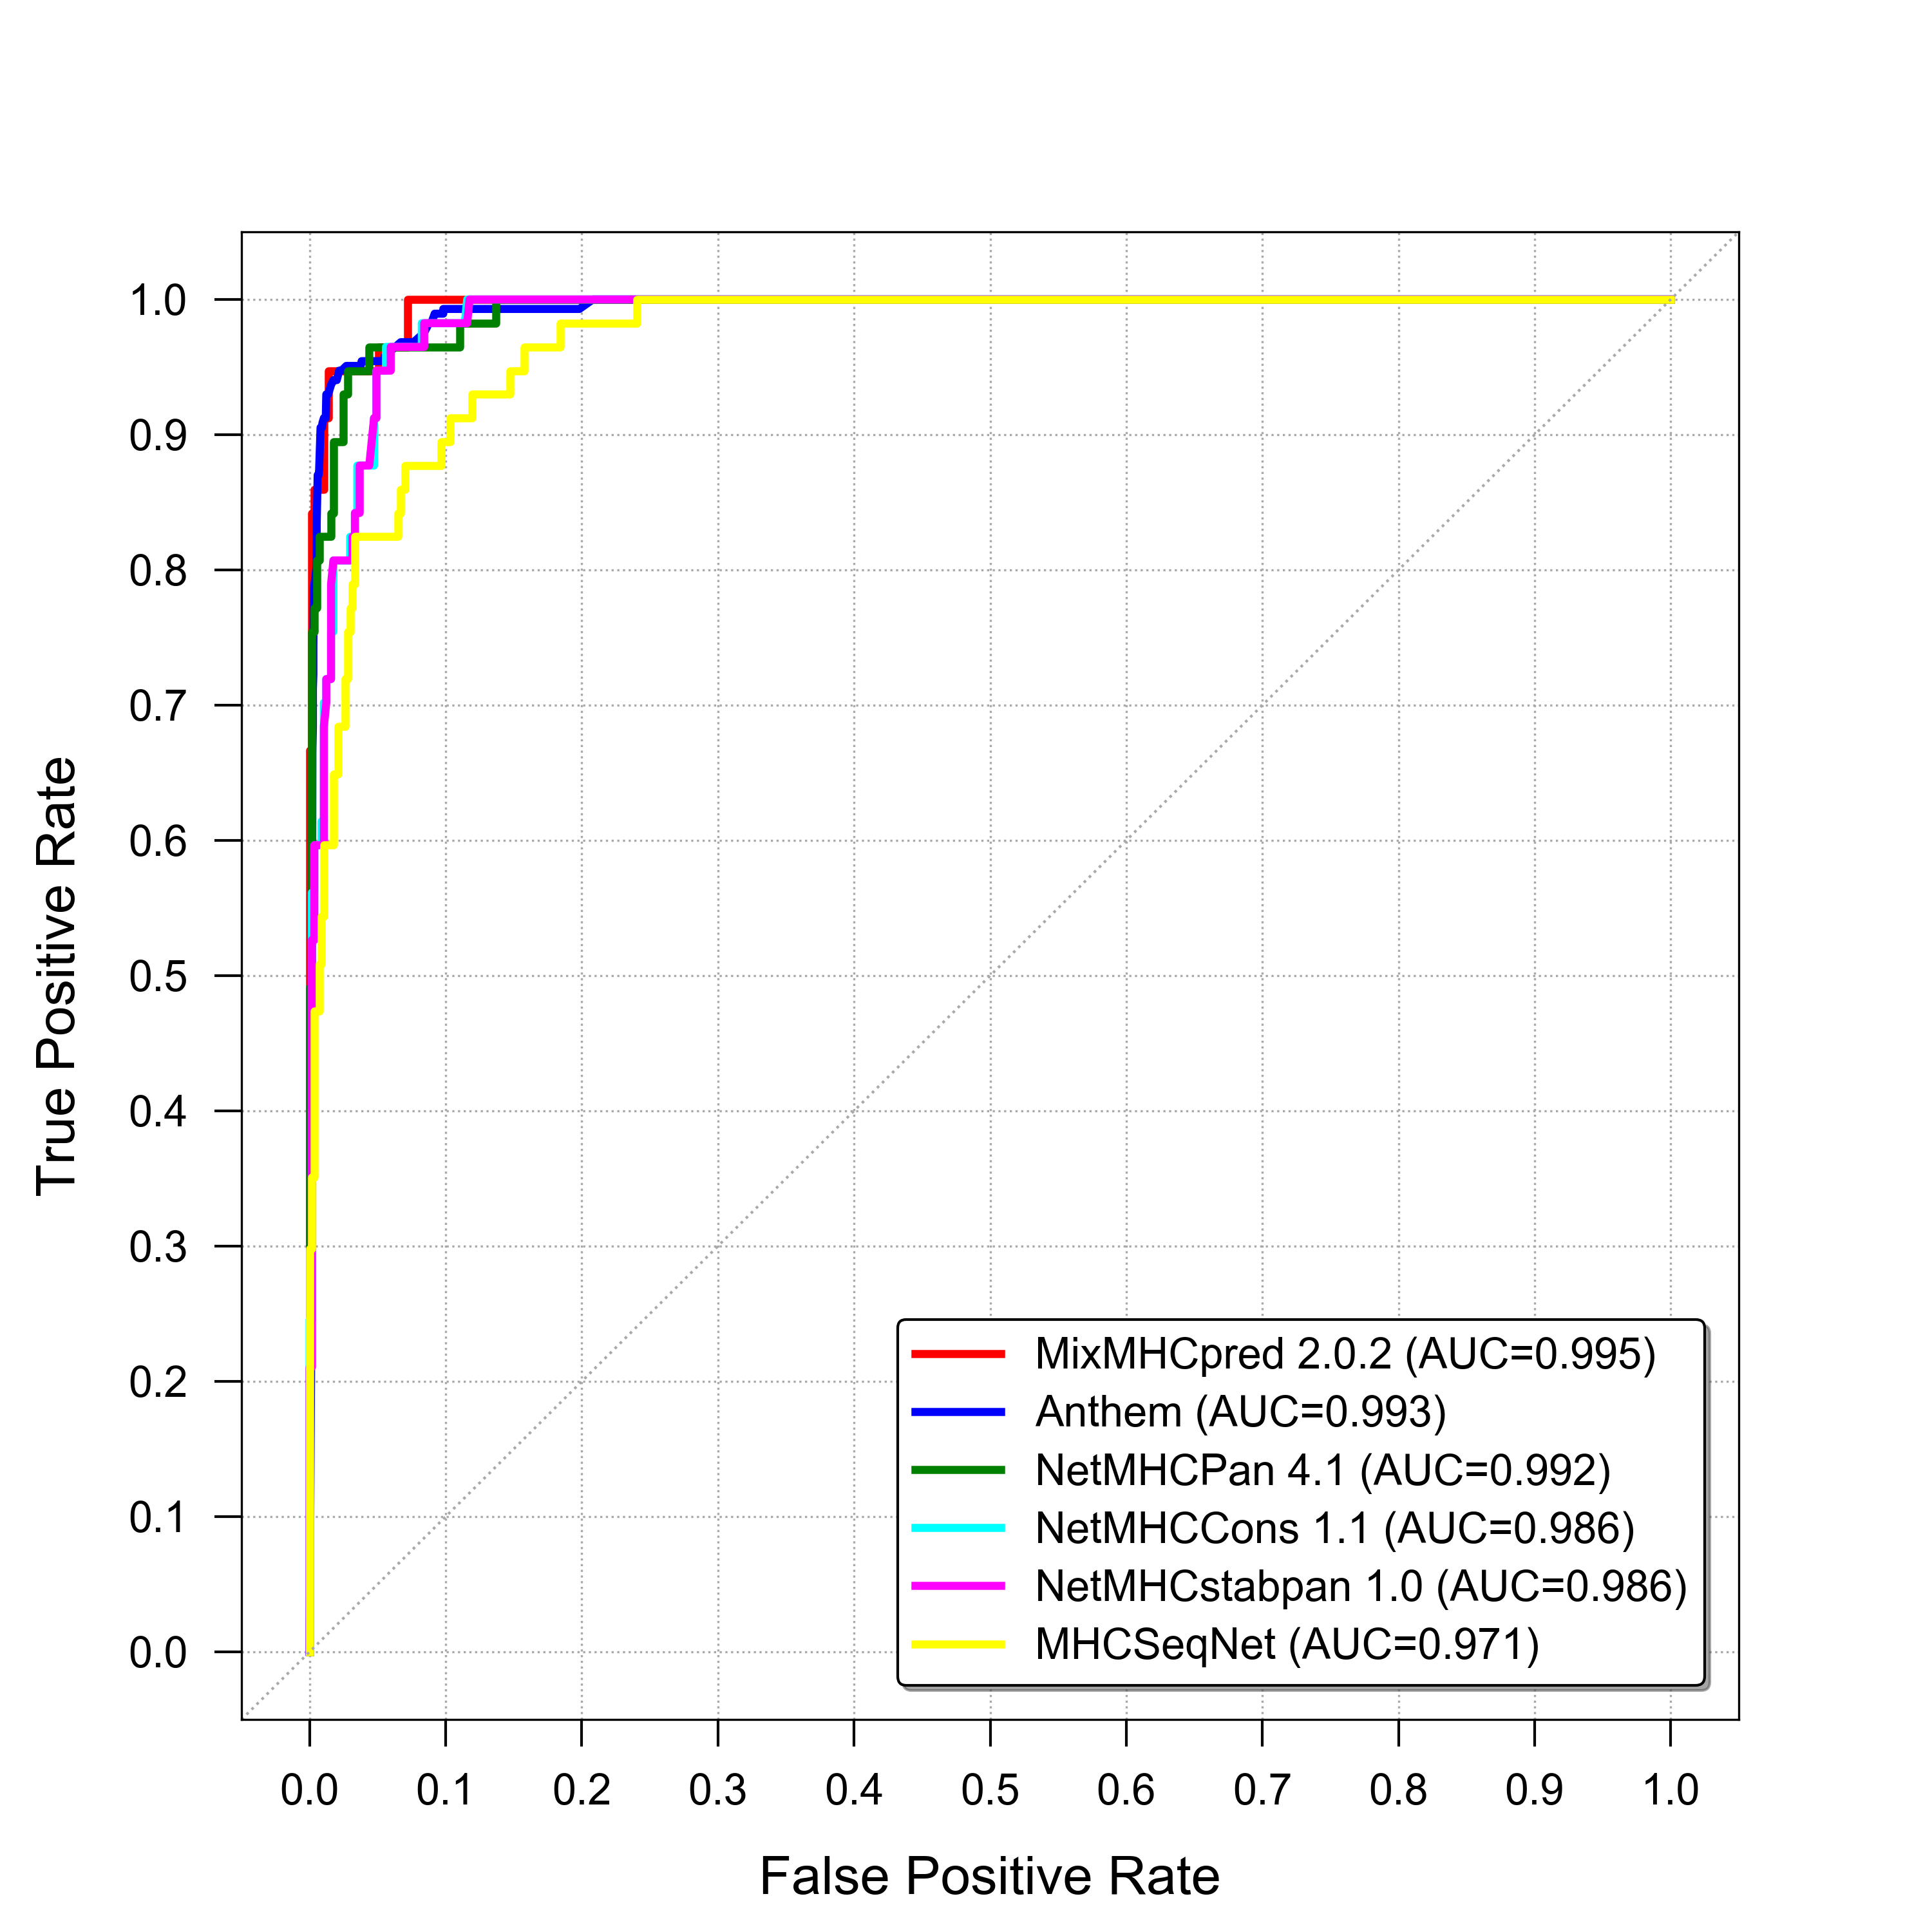 True Positive Rate
1.0
0.9
0.8
0.7
0.6
0.5
0.4
0.3
0.2
0.1
0.0
MixMHCpred 2.0.2 (AUC=0.995)
Anthem (AUC=0.993)
NetMHCPan 4.1 (AUC=0.992)
NetMHCCons 1.1 (AUC=0.986)
NetMHCstabpan 1.0 (AUC=0.986)
MHCSeqNet (AUC=0.971)
0.0 0.1 0.2 0.3 0.4 0.5 0.6 0.7 0.8 0.9 1.0
False Positive Rate